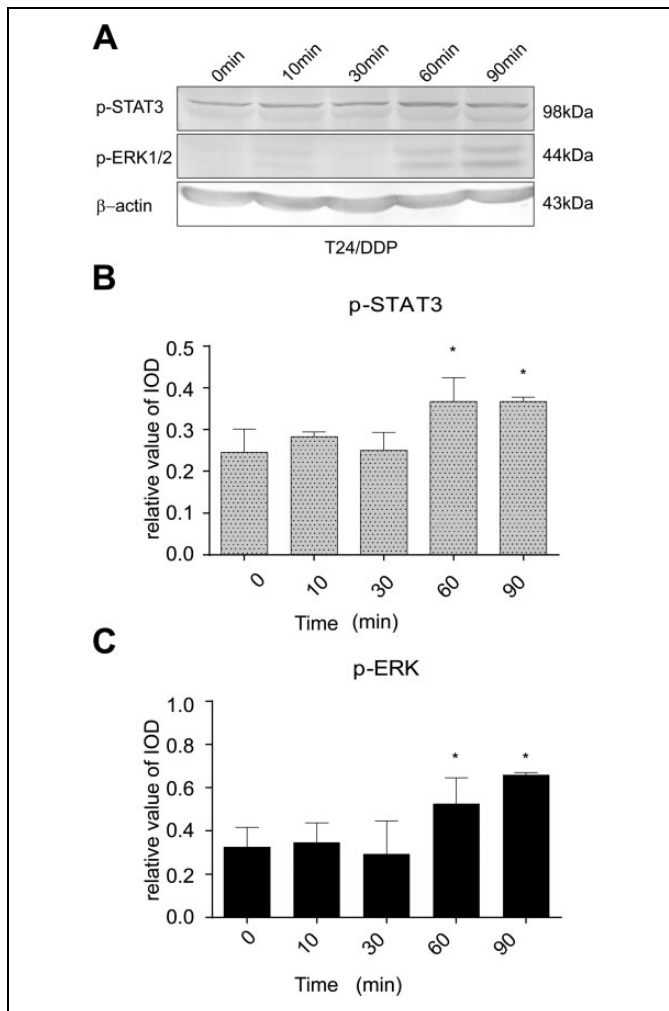 A
0min 10min 30min 60min 90min
p-STAT3 98kDa
p-ERK1/2 44kDa
β–actin 43kDa
T24/DDP
B
p-STAT3
relative value of IOD
0.5
0.4
0.3
0.2
0.1
0.0
0 10 30 60 90
* *
Time (min)
C
p-ERK
relative value of IOD
1.0
0.8
0.6
0.4
0.2
0.0
0 10 30 60 90
* *
Time (min)